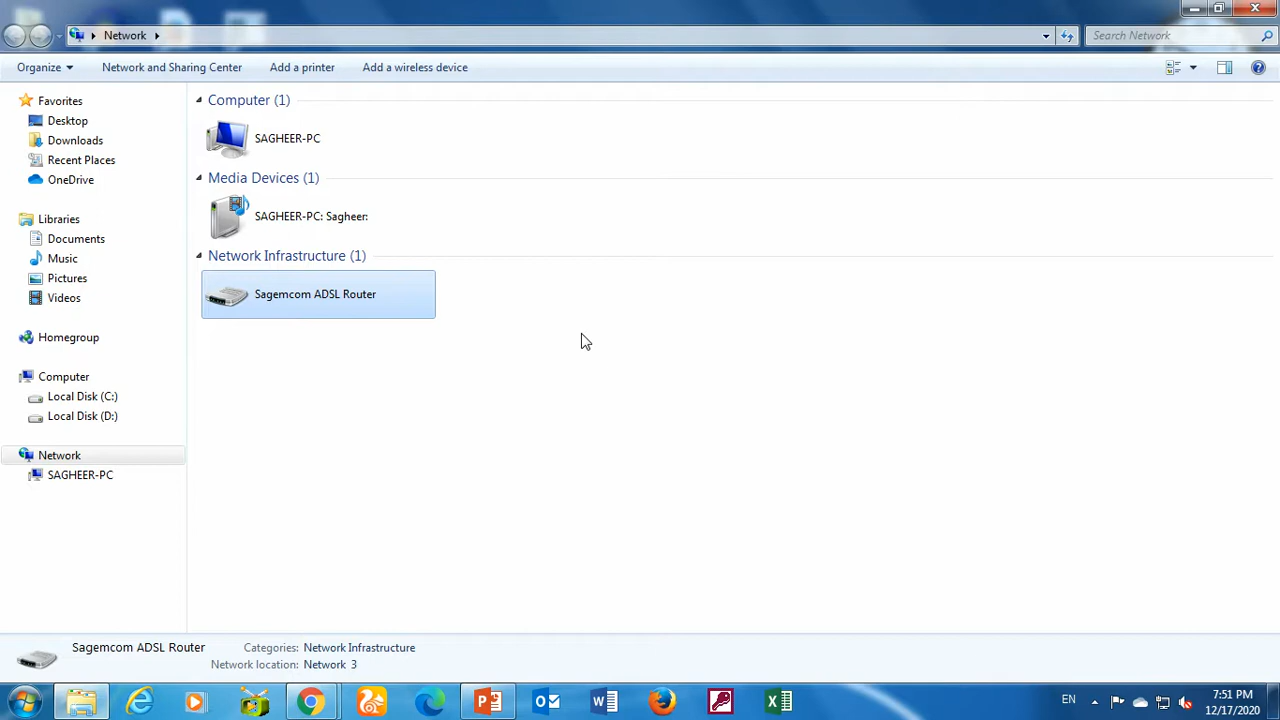 Network
Search Network
Organize
Network and Sharing Center
Add a printer
Add a wireless device
Favorites
Desktop
Downloads
Recent Places
OneDrive
Libraries
Documents
Music
Pictures
Videos
Homegroup
Computer
Local Disk (C:)
Local Disk (D:)
Network
SAGHEER-PC
Computer (1)
SAGHEER-PC
Media Devices (1)
SAGHEER-PC: Sagheer:
Network Infrastructure (1)
Sagemcom ADSL Router
Sagemcom ADSL Router
Categories: Network Infrastructure
Network location: Network 3
EN
7:51 PM
12/17/2020